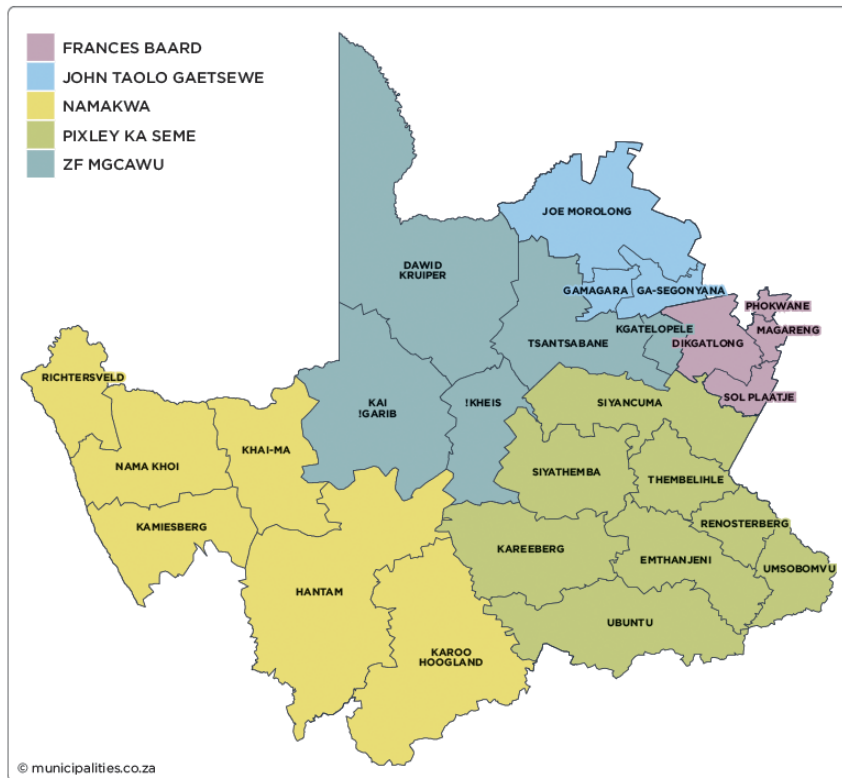 FRANCES BAARD
JOHN TAOLO GAETSEWE
NAMAKWA
PIXLEY KA SEME
ZF MGCAWU
JOE MOROLONG
DAWID
KRUIPER
GAMAGARA
GA-SEGONYANA
PHOKWANE
KGATELOPELE
MAGARENG
TSANTSABANE
DIKGATLONG
RICHTERSVELD
SOL PLAATJE
KAI
!GARIB
!KHEIS
SIYANCUMA
KHAI-MA
NAMA KHOI
SIYATHEMBA
THEMBELIHLE
KAMIESBERG
RENOSTERBERG
KAREEBERG
EMTHANJENI
UMSOBOMVU
HANTAM
UBUNTU
KAROO
HOOGLAND
© municipalities.co.za